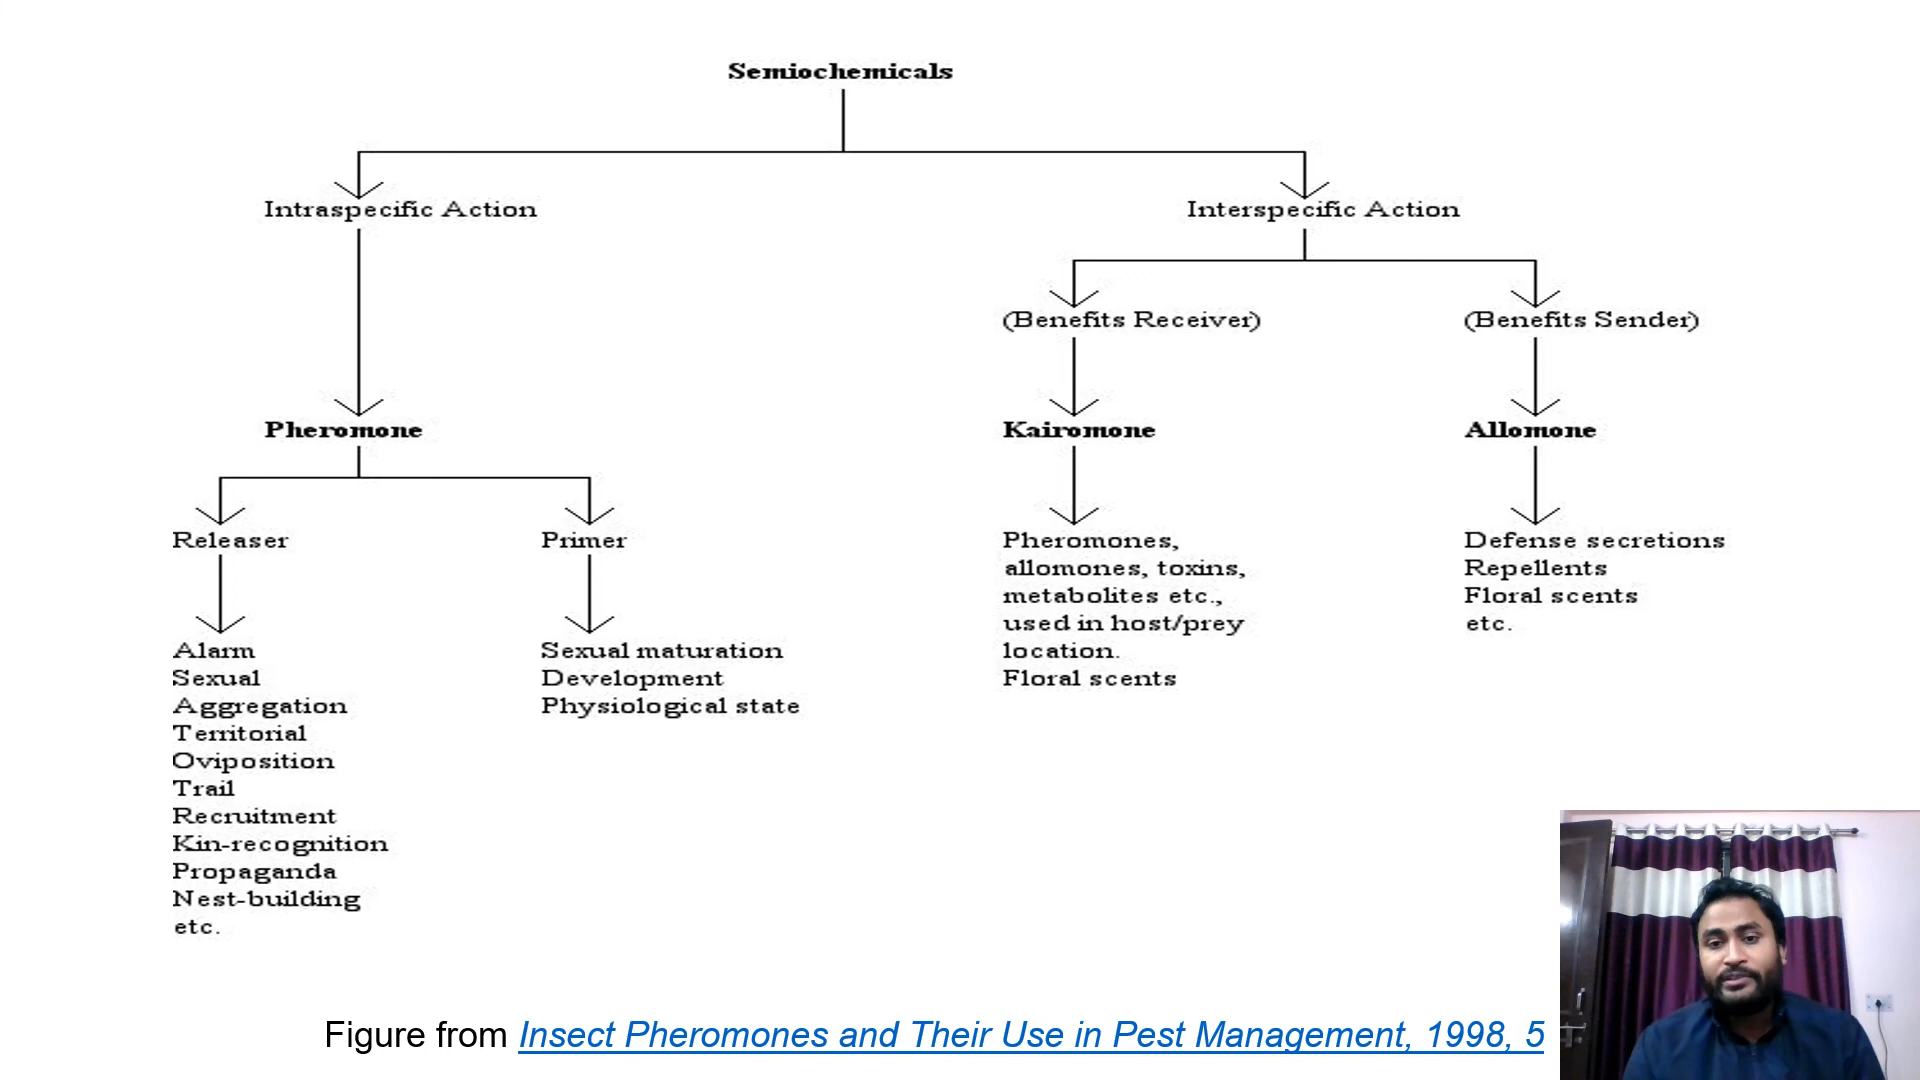 Semiochemicals
Intraspecific Action
Interspecific Action
(Benefits Receiver)
(Benefits Sender)
Pheromone
Kairomone
Allomone
Releaser
Primer
Alarm
Sexual
Aggregation
Territorial
Oviposition
Trail
Recruitment
Kin-recognition
Propaganda
Nest-building
etc.
Sexual maturation
Development
Physiological state
Pheromones,
allomones, toxins,
metabolites etc.,
used in host/prey
location.
Floral scents
Defense secretions
Repellents
Floral scents
etc.
Figure from Insect Pheromones and Their Use in Pest Management, 1998, 5